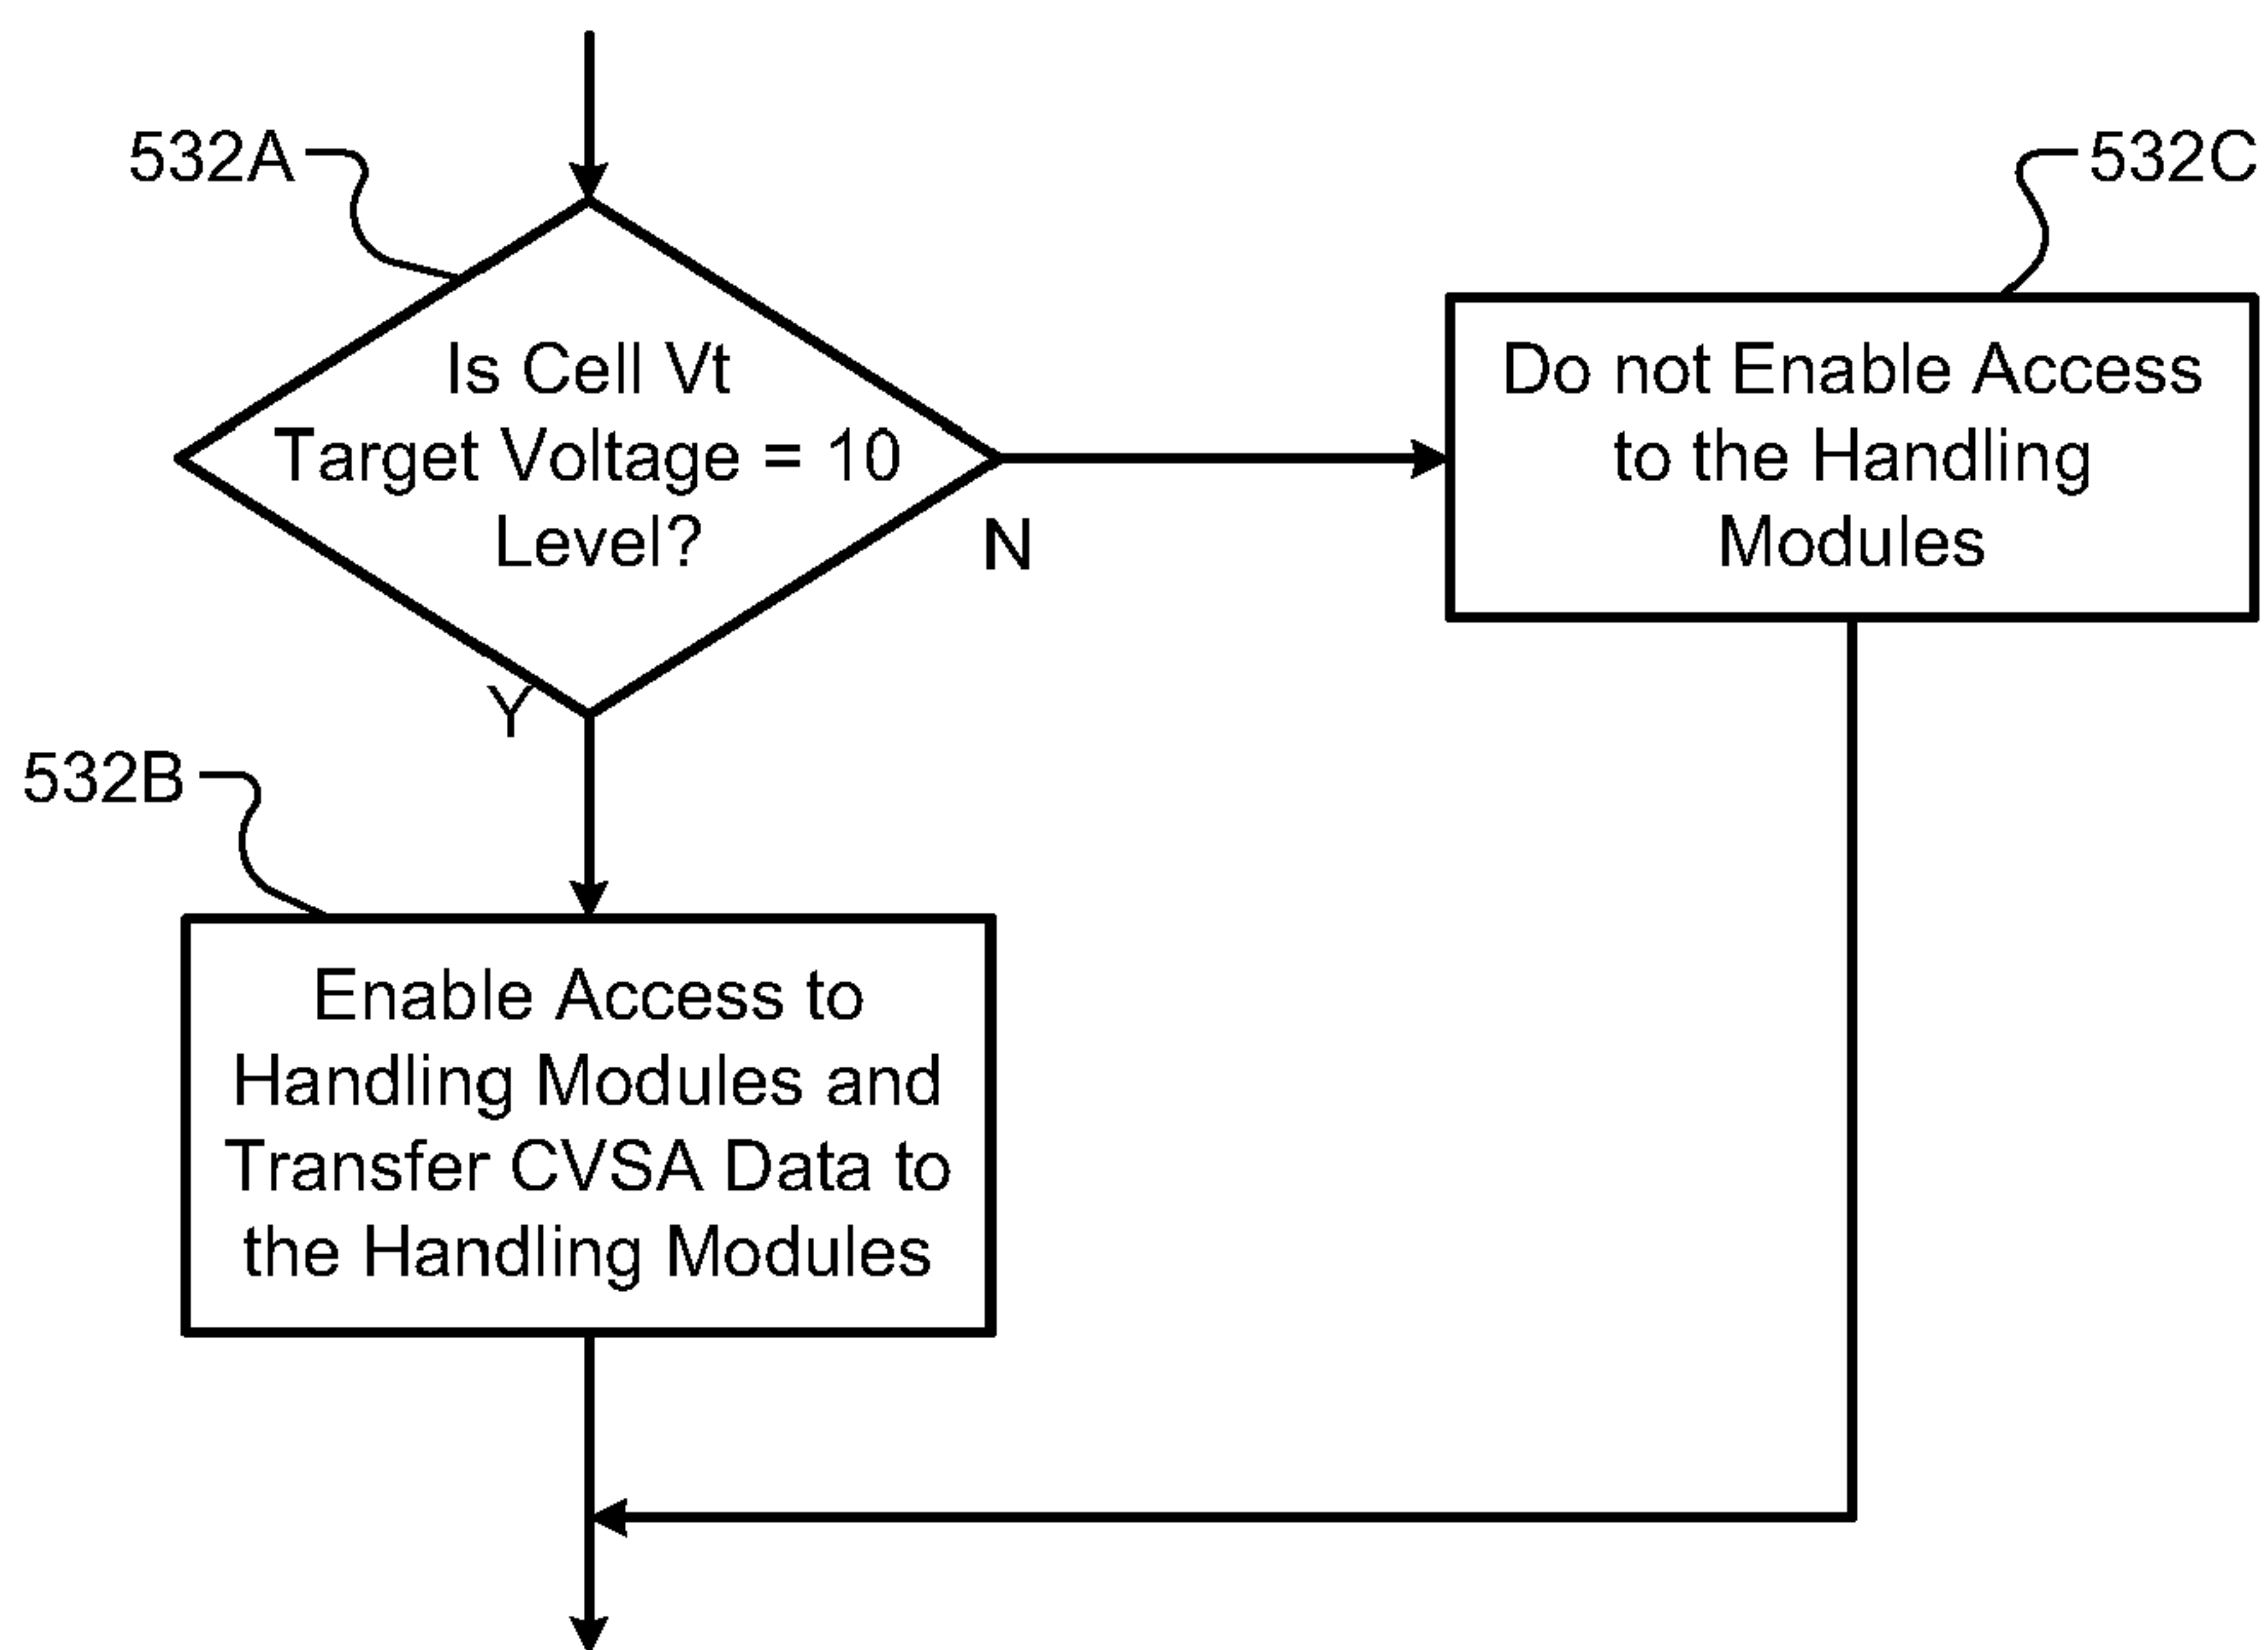 532A
532C
Is Cell Vt
Target Voltage = 10
Level?
N
Do not Enable Access
to the Handling
Modules
Y
532B
Enable Access to
Handling Modules and
Transfer CVSA Data to
the Handling Modules